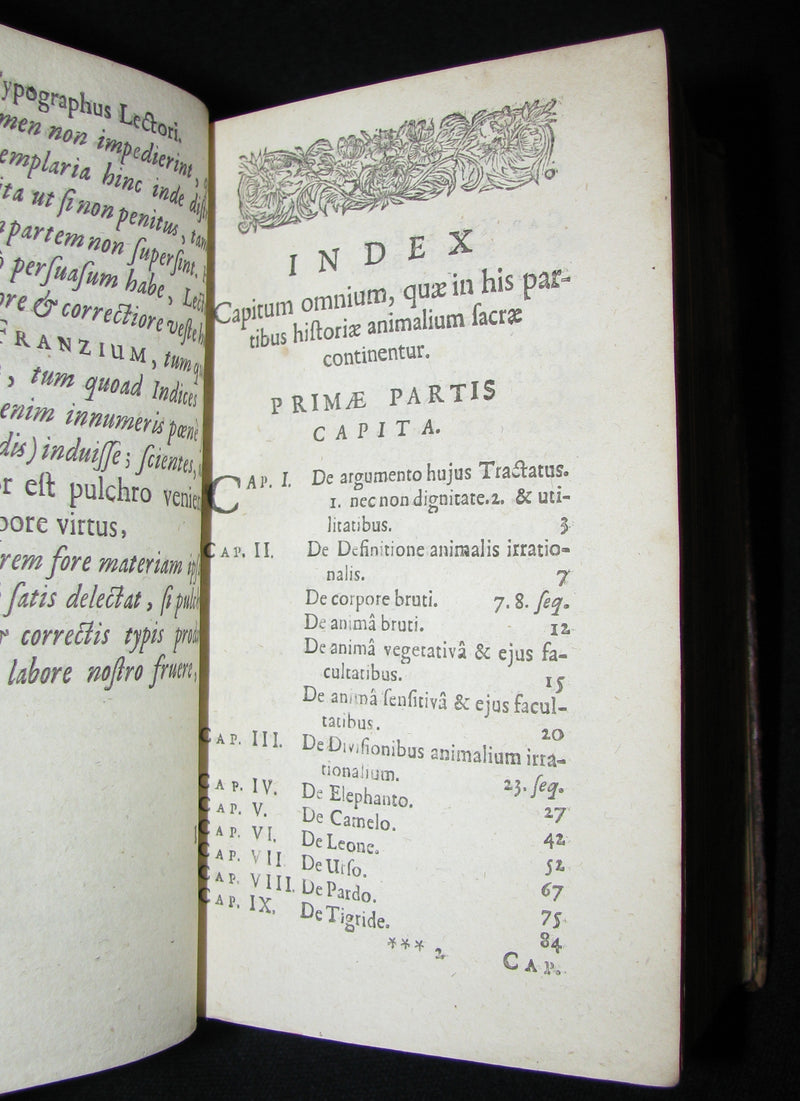 Typographus Lectori.
men non impedierint,
emplaria hinc inde
ita ut ſi non penitus,
partem non ſuperſint.
perſuaſum habe,
& correctiore veſte
FRANZIUM, tum
, tum quoad Indices
enim innumeris pœnè
dis) induiſſe; ſcientes,
r eſt pulchro
virtus,
rem fore materiam
ſatis delectat, ſi
correctis typis
labore noſtro fruere,
INDEX
Capitum omnium, quæ in his par-
tibus hiſtoriæ animalium ſacræ
continentur.
PRIMÆ PARTIS
CAPITA.
CAP. I. De argumento hujus Tractatus.
1. nec non dignitate. 2. & uti-
litatibus. 3
CAP. II. De Definitione animalis irratio-
nalis. 7
De corpore bruti. 7. 8. ſeq.
De animâ bruti. 12
De animâ vegetativâ & ejus fa-
cultatibus. 15
De animâ ſenſitivâ & ejus facul-
tatibus. 20
CAP. III. De Diviſionibus animalium irra-
tionalium. 23. ſeq.
CAP. IV. De Elephanto. 27
CAP. V. De Camelo. 42
CAP. VI. De Leone. 52
CAP. VII De Urſo. 67
CAP. VIII. De Pardo. 75
CAP. IX. De Tigride. 84
*** 2 CAP.